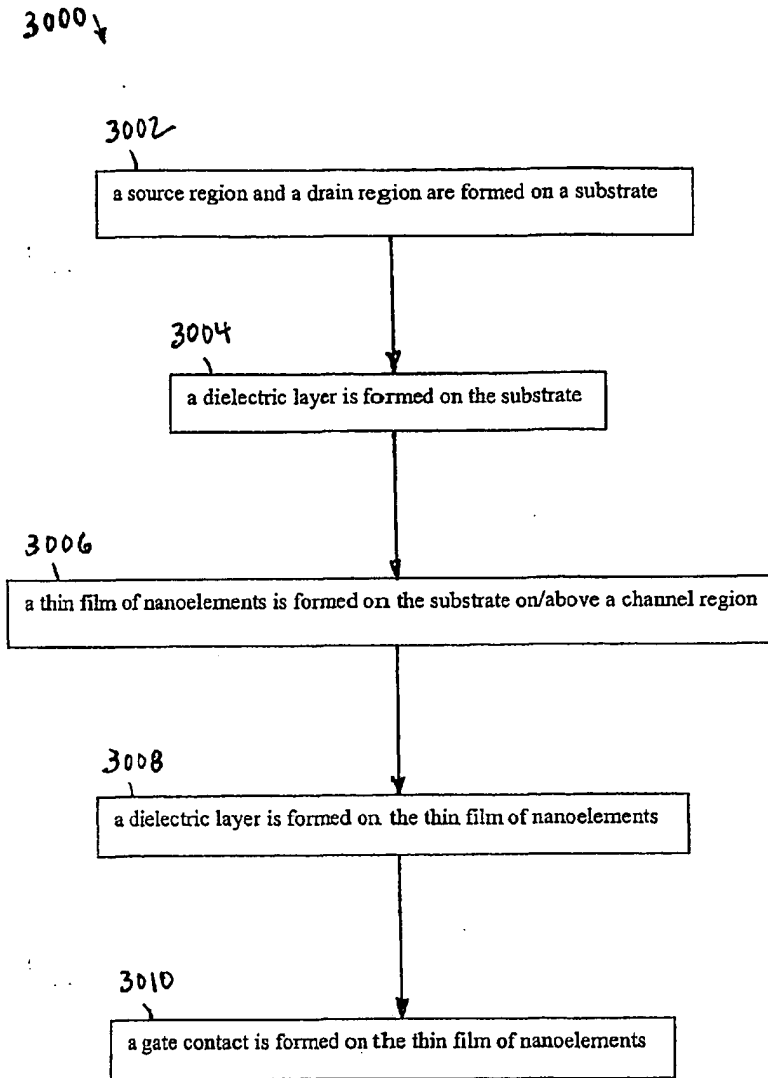 3000
3002
a source region and a drain region are formed on a substrate
3004
a dielectric layer is formed on the substrate
3006
a thin film of nanoelements is formed on the substrate on/above a channel region
3008
a dielectric layer is formed on the thin film of nanoelements
3010
a gate contact is formed on the thin film of nanoelements